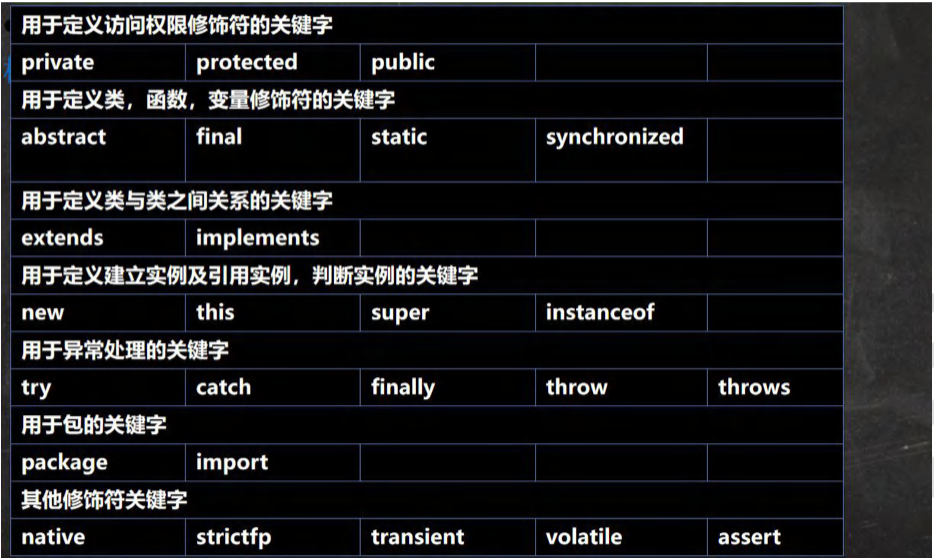 用于定义访问权限修饰符的关键字
private protected public
用于定义类，函数，变量修饰符的关键字
abstract final static synchronized
用于定义类与类之间关系的关键字
extends implements
用于定义建立实例及引用实例，判断实例的关键字
new this super instanceof
用于异常处理的关键字
try catch finally throw throws
用于包的关键字
package import
其他修饰符关键字
native strictfp transient volatile assert